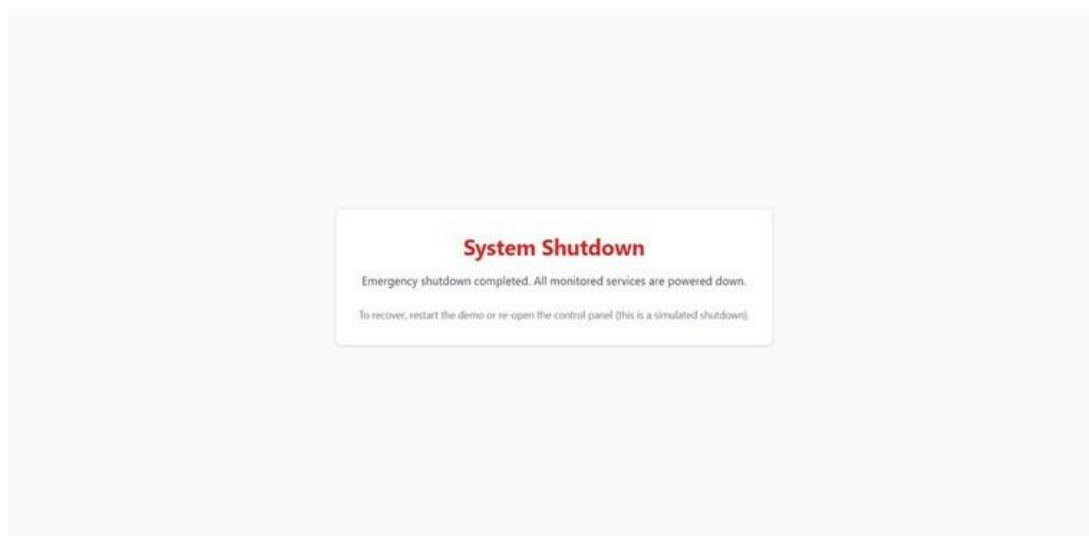 System Shutdown
Emergency shutdown completed. All monitored services are powered down.
To recover, restart the demo or re-open the control panel (this is a simulated shutdown).